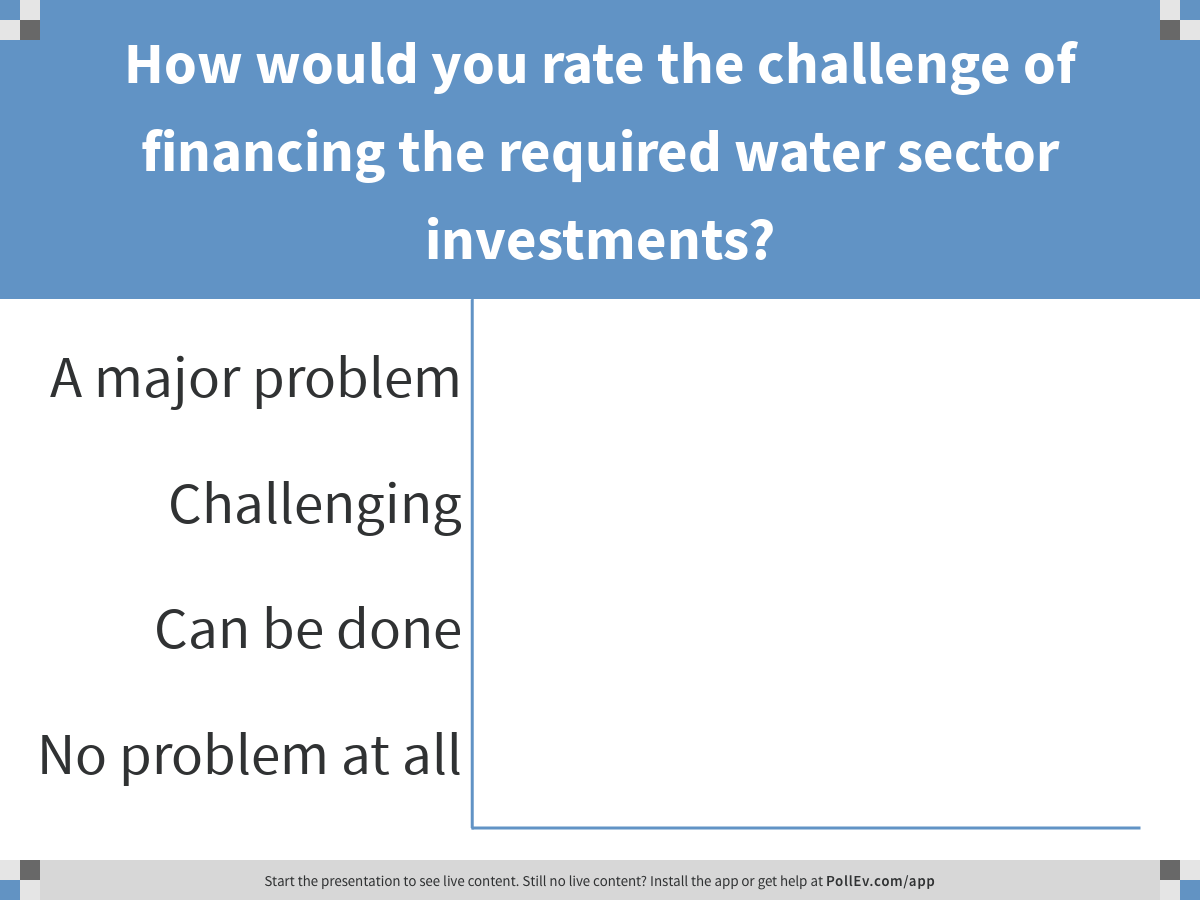 How would you rate the challenge of
financing the required water sector
investments?
A major problem
Challenging
Can be done
No problem at all
Start the presentation to see live content. Still no live content? Install the app or get help at PollEv.com/app